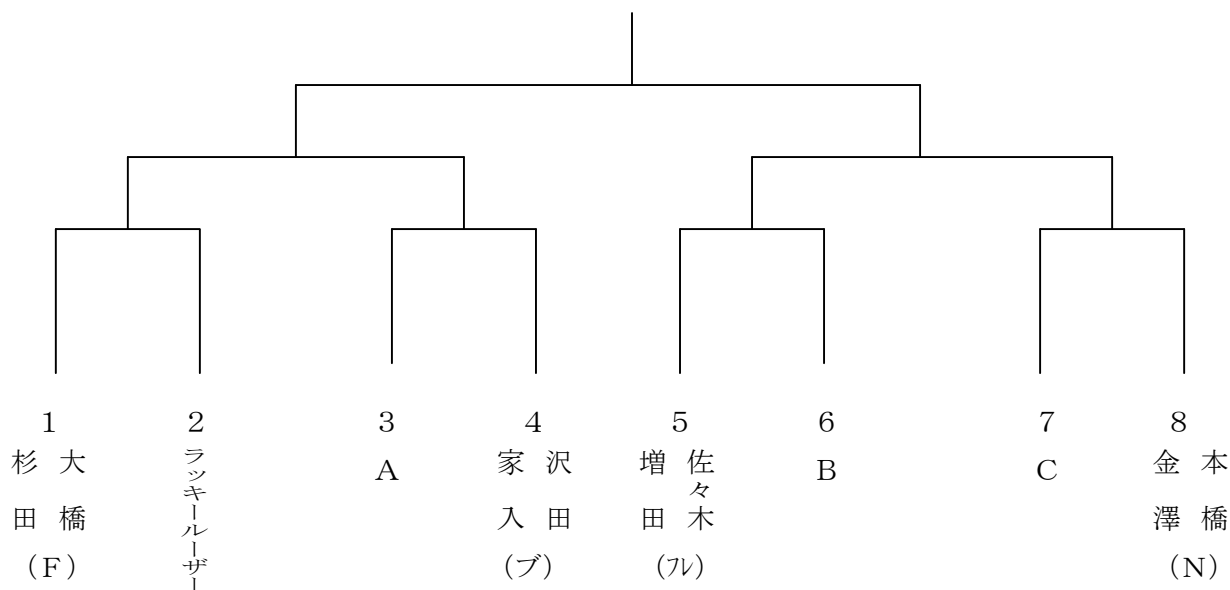 1 2 3 4 5 6 7 8
大橋
杉田
(F)
ラッキールーザー
A
沢田
家入
(ブ)
佐々木
増田
(フレ)
B
C
本橋
金澤
(N)